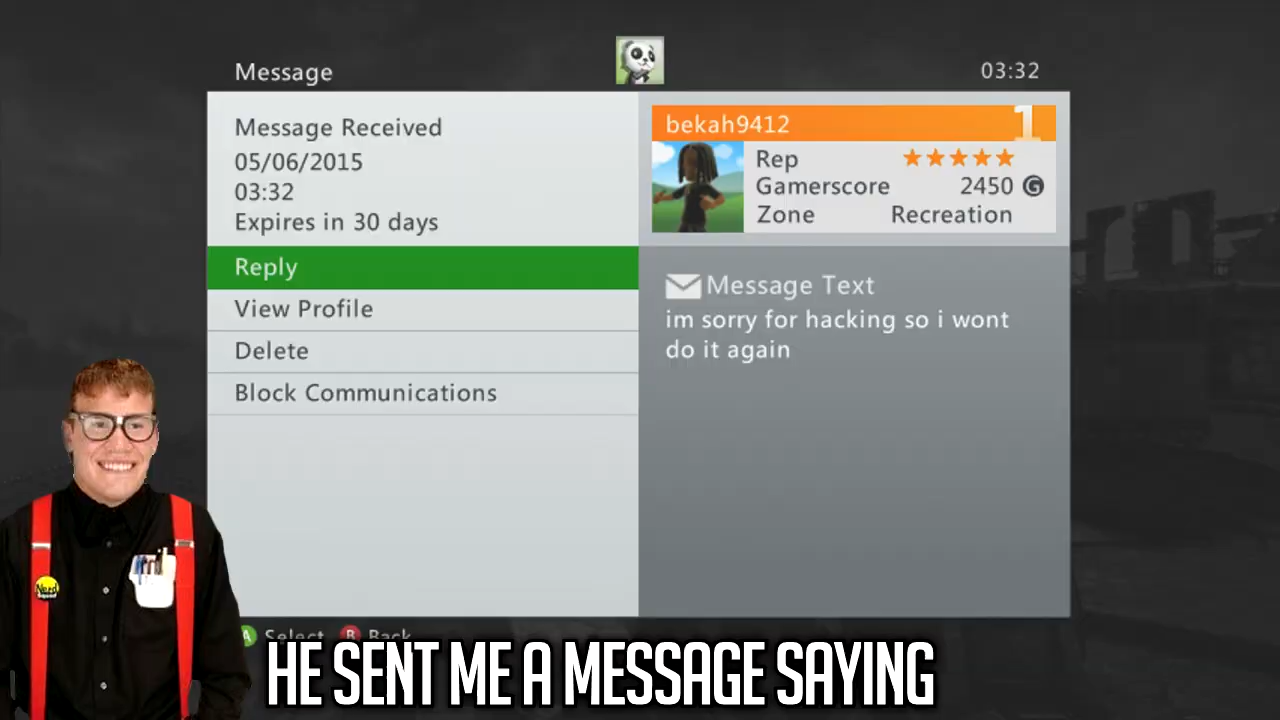 Message
03:32
Message Received
05/06/2015
03:32
Expires in 30 days
Reply
View Profile
Delete
Block Communications
bekah9412
1
Rep
Gamerscore 2450 G
Zone Recreation
Message Text
im sorry for hacking so i wont
do it again
Nerd
A Select B Back
HE SENT ME A MESSAGE SAYING